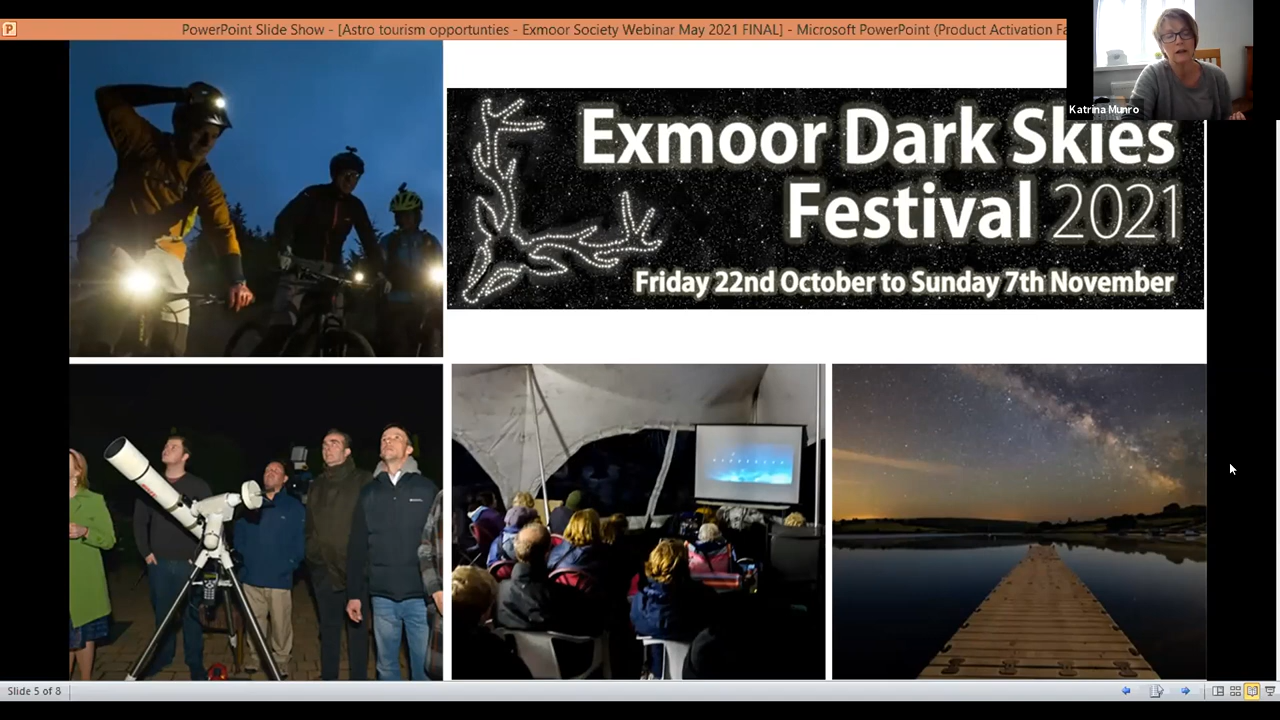 PowerPoint Slide Show - [Astro tourism opportunties - Exmoor Society Webinar May 2021 FINAL] - Microsoft PowerPoint (Product Activation Fa
Katrina Munro
Exmoor Dark Skies
Festival 2021
Friday 22nd October to Sunday 7th November
Slide 5 of 8